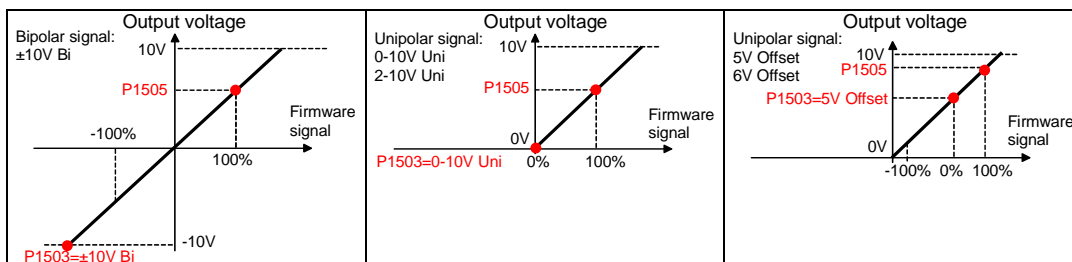 Output voltage
Bipolar signal:
±10V Bi
10V
P1505
Firmware
signal
-100%
100%
-10V
P1503=±10V Bi
Output voltage
Unipolar signal:
0-10V Uni
2-10V Uni
10V
P1505
Firmware
signal
0V
P1503=0-10V Uni
0%
100%
Output voltage
Unipolar signal:
5V Offset
6V Offset
10V
P1505
P1503=5V Offset
Firmware
signal
0V
-100%
0%
100%